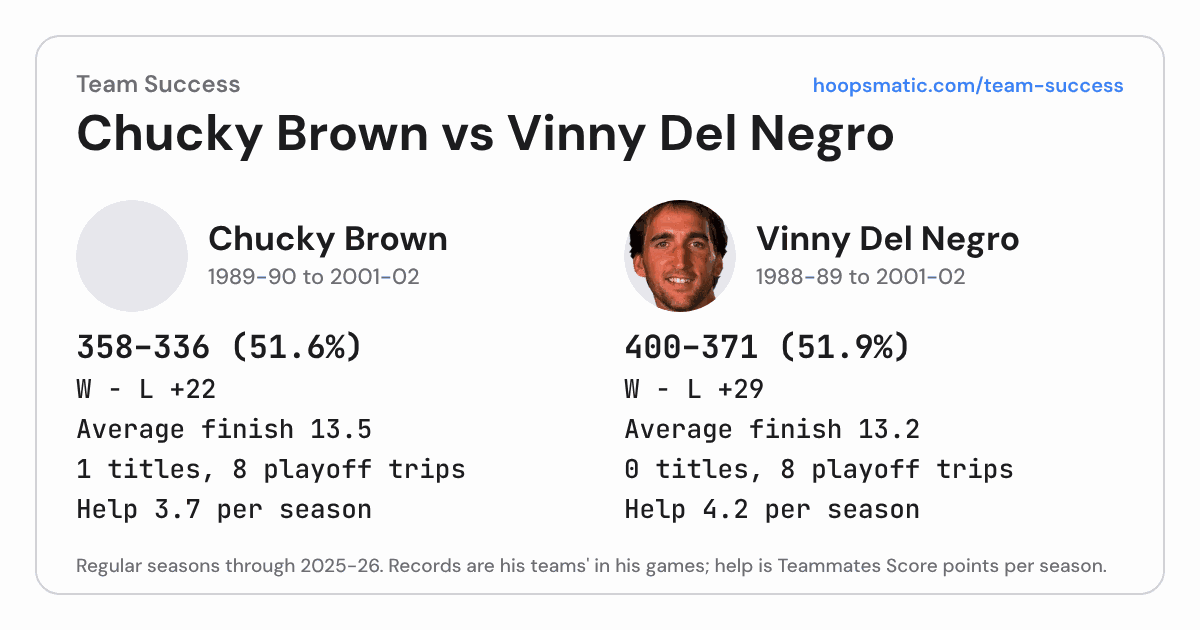 Team Success
hoopsmatic.com/team-success
Chucky Brown vs Vinny Del Negro
Chucky Brown
1989-90 to 2001-02
358-336 (51.6%)
W - L +22
Average finish 13.5
1 titles, 8 playoff trips
Help 3.7 per season
Vinny Del Negro
1988-89 to 2001-02
400-371 (51.9%)
W - L +29
Average finish 13.2
0 titles, 8 playoff trips
Help 4.2 per season
Regular seasons through 2025-26. Records are his teams' in his games; help is Teammates Score points per season.